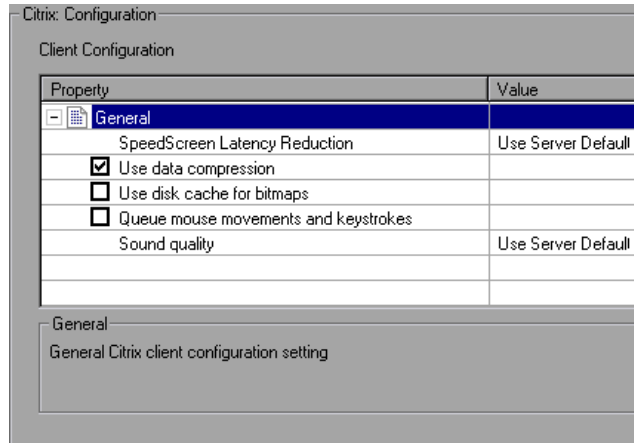 Citrix: Configuration
Client Configuration
Property Value
General
SpeedScreen Latency Reduction Use Server Default
Use data compression
Use disk cache for bitmaps
Queue mouse movements and keystrokes
Sound quality Use Server Default
General
General Citrix client configuration setting